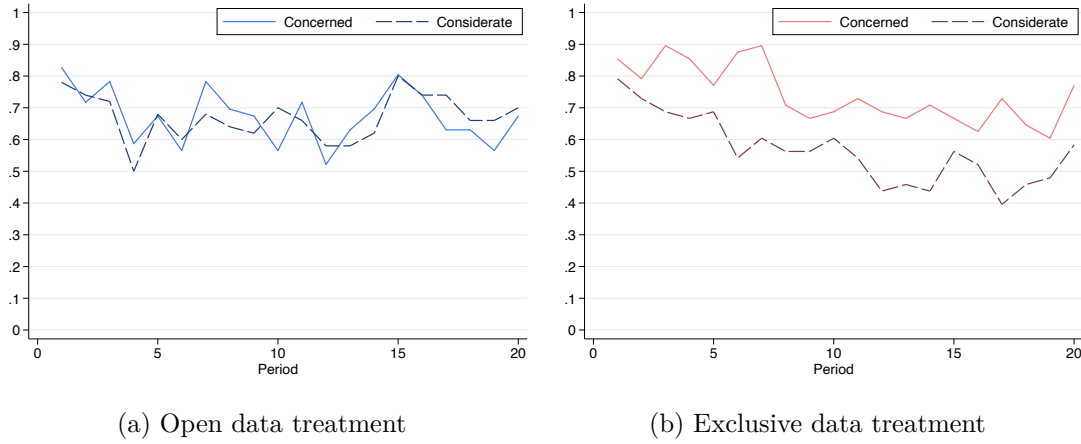 Concerned Considerate
1
.9
.8
.7
.6
.5
.4
.3
.2
.1
0
0 5 10 15 20
Period
(a) Open data treatment
Concerned Considerate
1
.9
.8
.7
.6
.5
.4
.3
.2
.1
0
0 5 10 15 20
Period
(b) Exclusive data treatment